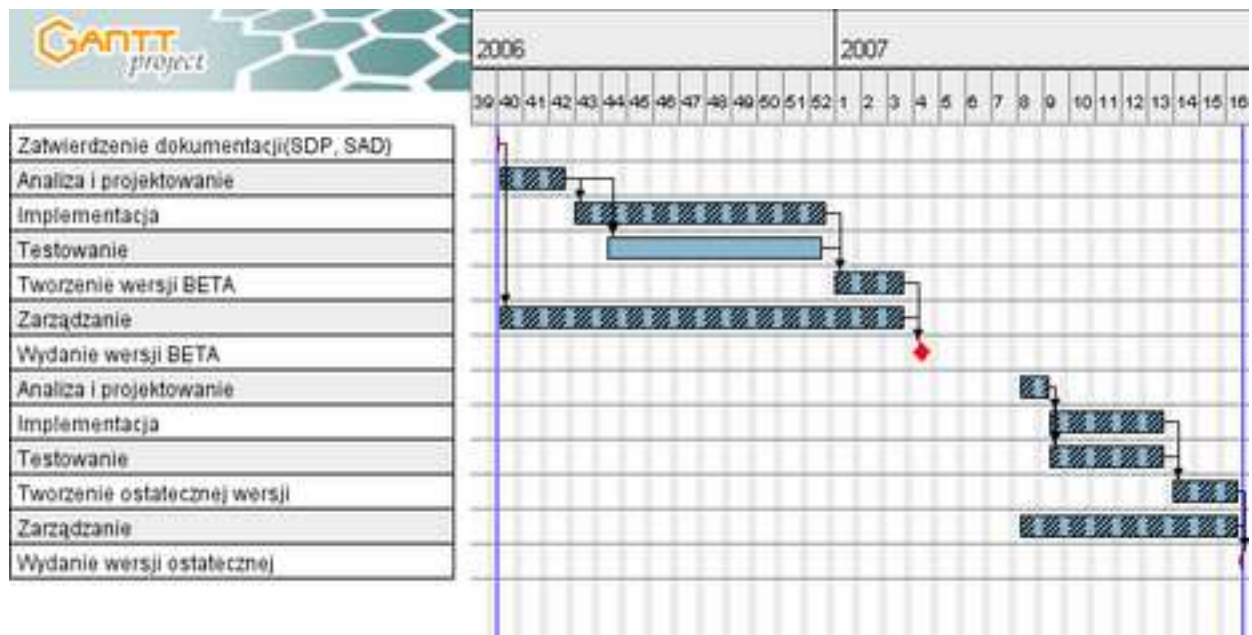 GANTT
project
2006 2007
39 40 41 42 43 44 45 46 47 48 49 50 51 52 1 2 3 4 5 6 7 8 9 10 11 12 13 14 15 16
Zatwierdzenie dokumentacji(SDP, SAD)
Analiza i projektowanie
Implementacja
Testowanie
Tworzenie wersji BETA
Zarządzanie
Wydanie wersji BETA
Analiza i projektowanie
Implementacja
Testowanie
Tworzenie ostatecznej wersji
Zarządzanie
Wydanie wersji ostatecznej